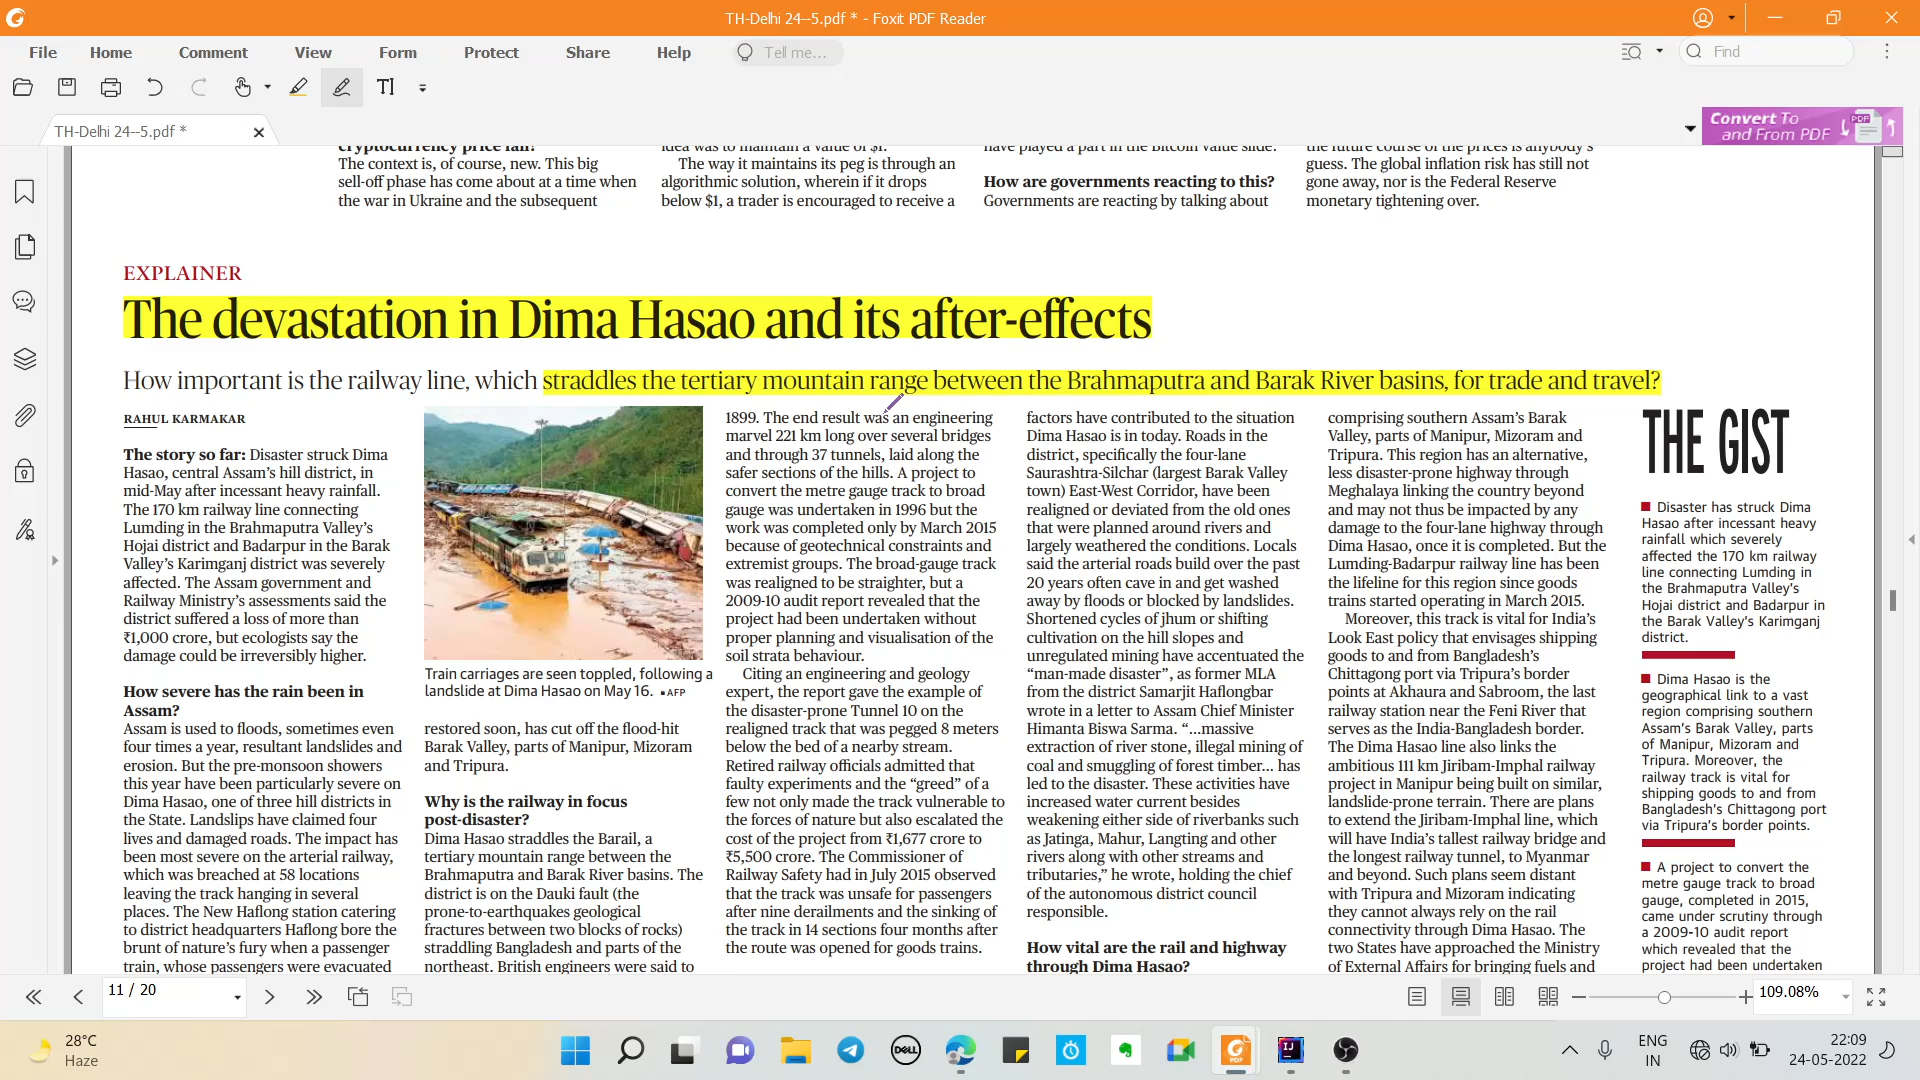 TH-Delhi 24--5.pdf * - Foxit PDF Reader
File Home Comment View Form Protect Share Help Tell me... Find
TH-Delhi 24--5.pdf *
Convert To
and From PDF
PDF
cryptocurrency price fall?
The context is, of course, new. This big
sell-off phase has come about at a time when
the war in Ukraine and the subsequent
idea was to maintain a value of $1.
The way it maintains its peg is through an
algorithmic solution, wherein if it drops
below $1, a trader is encouraged to receive a
have played a part in the Bitcoin value slide.
How are governments reacting to this?
Governments are reacting by talking about
the future course of the prices is anybody's
guess. The global inflation risk has still not
gone away, nor is the Federal Reserve
monetary tightening over.
EXPLAINER
The devastation in Dima Hasao and its after-effects
How important is the railway line, which straddles the tertiary mountain range between the Brahmaputra and Barak River basins, for trade and travel?
RAHUL KARMAKAR
The story so far: Disaster struck Dima
Hasao, central Assam's hill district, in
mid-May after incessant heavy rainfall.
The 170 km railway line connecting
Lumding in the Brahmaputra Valley's
Hojai district and Badarpur in the Barak
Valley's Karimganj district was severely
affected. The Assam government and
Railway Ministry's assessments said the
district suffered a loss of more than
₹1,000 crore, but ecologists say the
damage could be irreversibly higher.
How severe has the rain been in
Assam?
Assam is used to floods, sometimes even
four times a year, resultant landslides and
erosion. But the pre-monsoon showers
this year have been particularly severe on
Dima Hasao, one of three hill districts in
the State. Landslips have claimed four
lives and damaged roads. The impact has
been most severe on the arterial railway,
which was breached at 58 locations
leaving the track hanging in several
places. The New Haflong station catering
to district headquarters Haflong bore the
brunt of nature's fury when a passenger
train, whose passengers were evacuated
Train carriages are seen toppled, following a
landslide at Dima Hasao on May 16. ■AFP
restored soon, has cut off the flood-hit
Barak Valley, parts of Manipur, Mizoram
and Tripura.
Why is the railway in focus
post-disaster?
Dima Hasao straddles the Barail, a
tertiary mountain range between the
Brahmaputra and Barak River basins. The
district is on the Dauki fault (the
prone-to-earthquakes geological
fractures between two blocks of rocks)
straddling Bangladesh and parts of the
northeast. British engineers were said to
1899. The end result was an engineering
marvel 221 km long over several bridges
and through 37 tunnels, laid along the
safer sections of the hills. A project to
convert the metre gauge track to broad
gauge was undertaken in 1996 but the
work was completed only by March 2015
because of geotechnical constraints and
extremist groups. The broad-gauge track
was realigned to be straighter, but a
2009-10 audit report revealed that the
project had been undertaken without
proper planning and visualisation of the
soil strata behaviour.
Citing an engineering and geology
expert, the report gave the example of
the disaster-prone Tunnel 10 on the
realigned track that was pegged 8 meters
below the bed of a nearby stream.
Retired railway officials admitted that
faulty experiments and the “greed” of a
few not only made the track vulnerable to
the forces of nature but also escalated the
cost of the project from ₹1,677 crore to
₹5,500 crore. The Commissioner of
Railway Safety had in July 2015 observed
that the track was unsafe for passengers
after nine derailments and the sinking of
the track in 14 sections four months after
the route was opened for goods trains.
factors have contributed to the situation
Dima Hasao is in today. Roads in the
district, specifically the four-lane
Saurashtra-Silchar (largest Barak Valley
town) East-West Corridor, have been
realigned or deviated from the old ones
that were planned around rivers and
largely weathered the conditions. Locals
said the arterial roads build over the past
20 years often cave in and get washed
away by floods or blocked by landslides.
Shortened cycles of jhum or shifting
cultivation on the hill slopes and
unregulated mining have accentuated the
“man-made disaster”, as former MLA
from the district Samarjit Haflongbar
wrote in a letter to Assam Chief Minister
Himanta Biswa Sarma. “...massive
extraction of river stone, illegal mining of
coal and smuggling of forest timber... has
led to the disaster. These activities have
increased water current besides
weakening either side of riverbanks such
as Jatinga, Mahur, Langting and other
rivers along with other streams and
tributaries,” he wrote, holding the chief
of the autonomous district council
responsible.
How vital are the rail and highway
through Dima Hasao?
comprising southern Assam's Barak
Valley, parts of Manipur, Mizoram and
Tripura. This region has an alternative,
less disaster-prone highway through
Meghalaya linking the country beyond
and may not thus be impacted by any
damage to the four-lane highway through
Dima Hasao, once it is completed. But the
Lumding-Badarpur railway line has been
the lifeline for this region since goods
trains started operating in March 2015.
Moreover, this track is vital for India's
Look East policy that envisages shipping
goods to and from Bangladesh's
Chittagong port via Tripura's border
points at Akhaura and Sabroom, the last
railway station near the Feni River that
serves as the India-Bangladesh border.
The Dima Hasao line also links the
ambitious 111 km Jiribam-Imphal railway
project in Manipur being built on similar,
landslide-prone terrain. There are plans
to extend the Jiribam-Imphal line, which
will have India's tallest railway bridge and
the longest railway tunnel, to Myanmar
and beyond. Such plans seem distant
with Tripura and Mizoram indicating
they cannot always rely on the rail
connectivity through Dima Hasao. The
two States have approached the Ministry
of External Affairs for bringing fuels and
THE GIST
■ Disaster has struck Dima
Hasao after incessant heavy
rainfall which severely
affected the 170 km railway
line connecting Lumding in
the Brahmaputra Valley's
Hojai district and Badarpur in
the Barak Valley's Karimganj
district.
■ Dima Hasao is the
geographical link to a vast
region comprising southern
Assam's Barak Valley, parts
of Manipur, Mizoram and
Tripura. Moreover, the
railway track is vital for
shipping goods to and from
Bangladesh's Chittagong port
via Tripura's border points.
■ A project to convert the
metre gauge track to broad
gauge, completed in 2015,
came under scrutiny through
a 2009-10 audit report
which revealed that the
project had been undertaken
11 / 20
109.08%
28°C
Haze
DELL
PDF
IJ
ENG
IN
22:09
24-05-2022